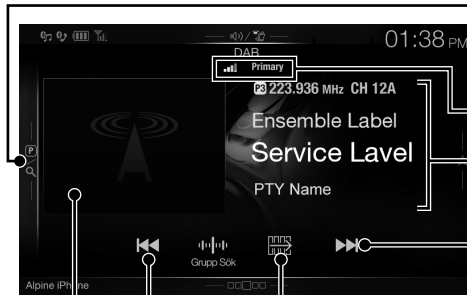 01:38 PM
DAB
Primary
P3 223.936 MHz CH 12A
Ensemble Label
Service Lavel
P
PTY Name
Grupp Sök
Alpine iPhone